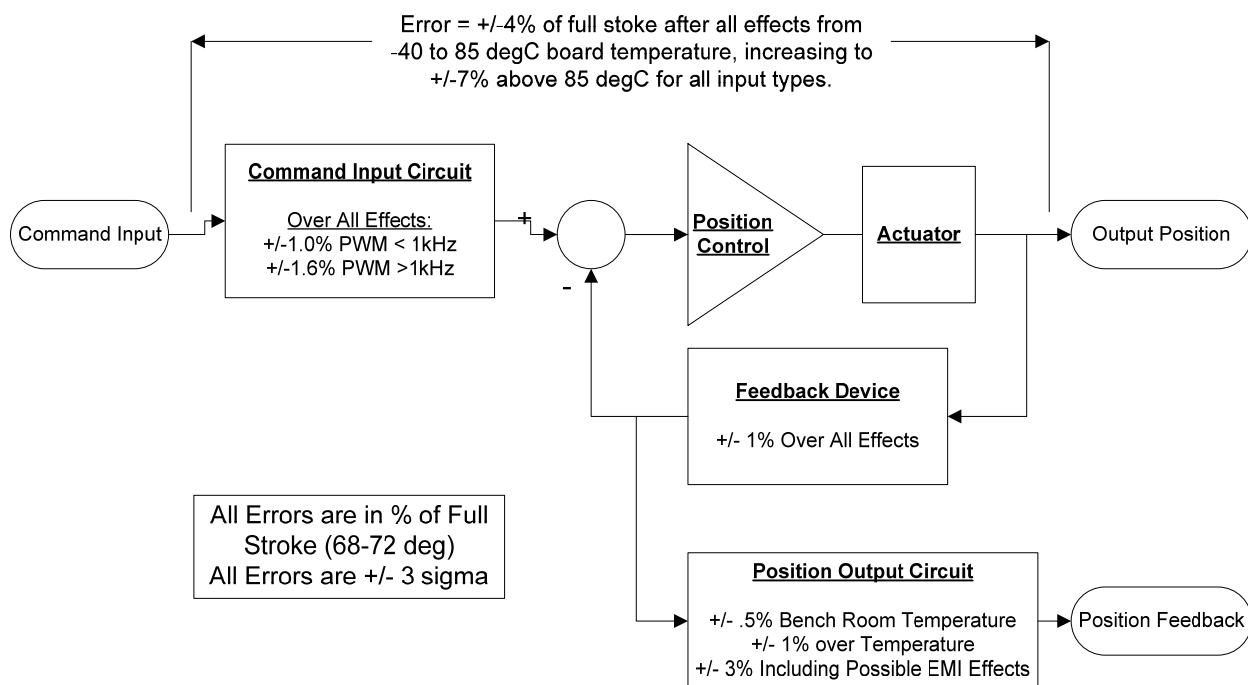 Error = +/-4% of full stoke after all effects from
-40 to 85 degC board temperature, increasing to
+/-7% above 85 degC for all input types.
Command Input
Command Input Circuit
Over All Effects:
+/-1.0% PWM < 1kHz
+/-1.6% PWM >1kHz
+
-
Position
Control
Actuator
Output Position
Feedback Device
+/- 1% Over All Effects
All Errors are in % of Full
Stroke (68-72 deg)
All Errors are +/- 3 sigma
Position Output Circuit
+/- .5% Bench Room Temperature
+/- 1% over Temperature
+/- 3% Including Possible EMI Effects
Position Feedback